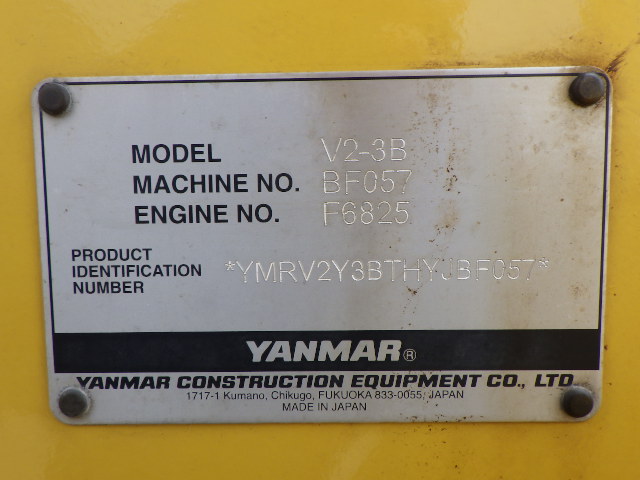 MODEL V2-3B
MACHINE NO. BF057
ENGINE NO. F6825
PRODUCT
IDENTIFICATION
NUMBER
*YMRV2Y3BTHYJBF057*
YANMAR®
YANMAR CONSTRUCTION EQUIPMENT CO., LTD.
1717-1 Kumano, Chikugo, FUKUOKA 833-0055, JAPAN
MADE IN JAPAN